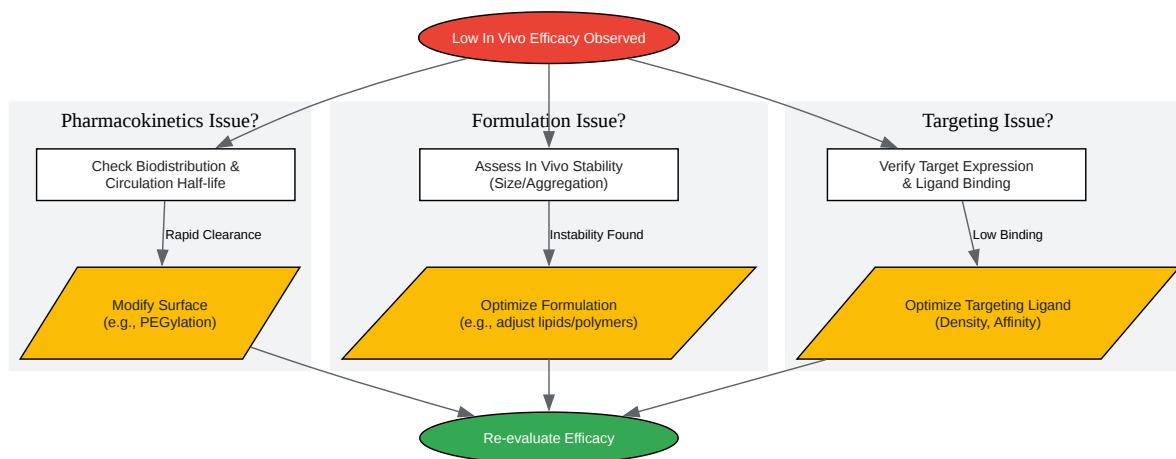 Low In Vivo Efficacy Observed
Pharmacokinetics Issue?
Check Biodistribution &
Circulation Half-life
Rapid Clearance
Modify Surface
(e.g., PEGylation)
Formulation Issue?
Assess In Vivo Stability
(Size/Aggregation)
Instability Found
Optimize Formulation
(e.g., adjust lipids/polymers)
Targeting Issue?
Verify Target Expression
& Ligand Binding
Low Binding
Optimize Targeting Ligand
(Density, Affinity)
Re-evaluate Efficacy